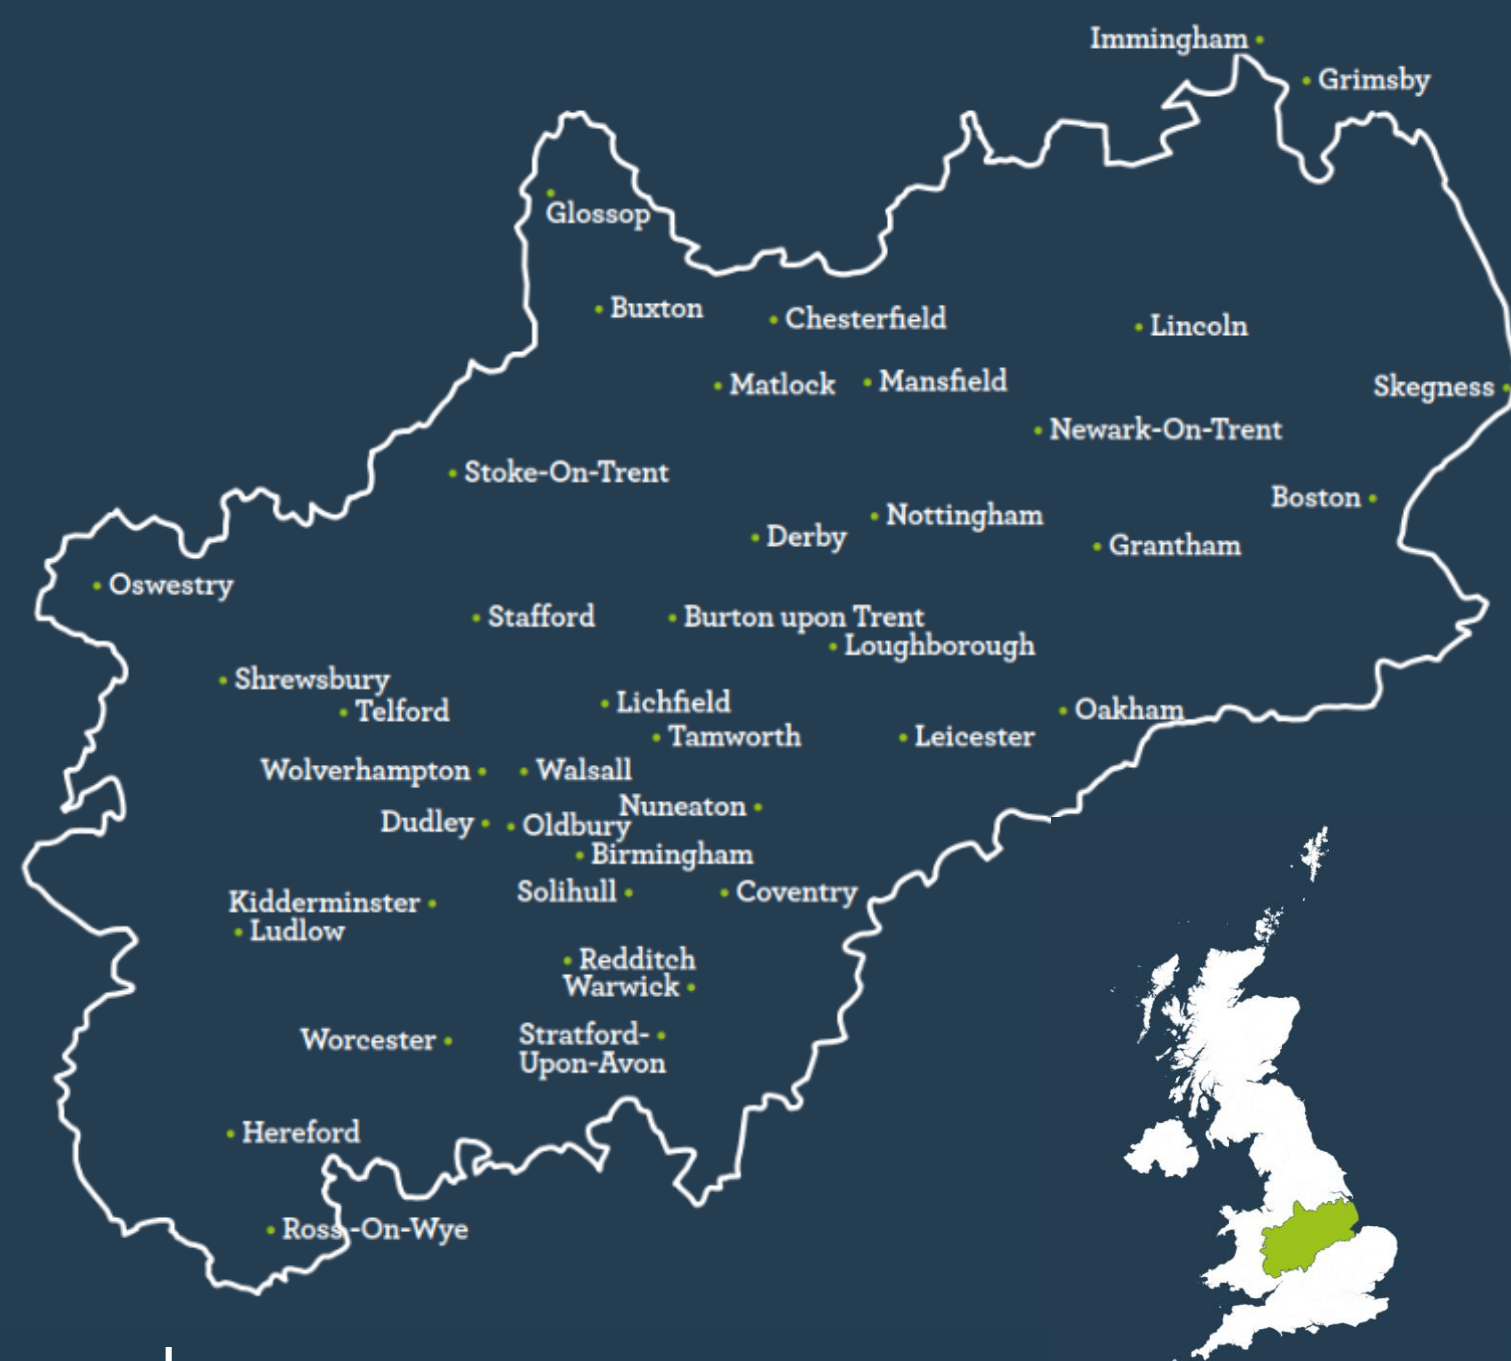 Immingham
Grimsby
Glossop
Buxton
Chesterfield
Lincoln
Matlock
Mansfield
Skegness
Newark-On-Trent
Stoke-On-Trent
Boston
Nottingham
Derby
Grantham
Oswestry
Stafford
Burton upon Trent
Loughborough
Shrewsbury
Telford
Lichfield
Oakham
Tamworth
Leicester
Wolverhampton
Walsall
Nuneaton
Dudley
Oldbury
Birmingham
Solihull
Coventry
Kidderminster
Ludlow
Redditch
Warwick
Worcester
Stratford-
Upon-Avon
Hereford
Ross-On-Wye